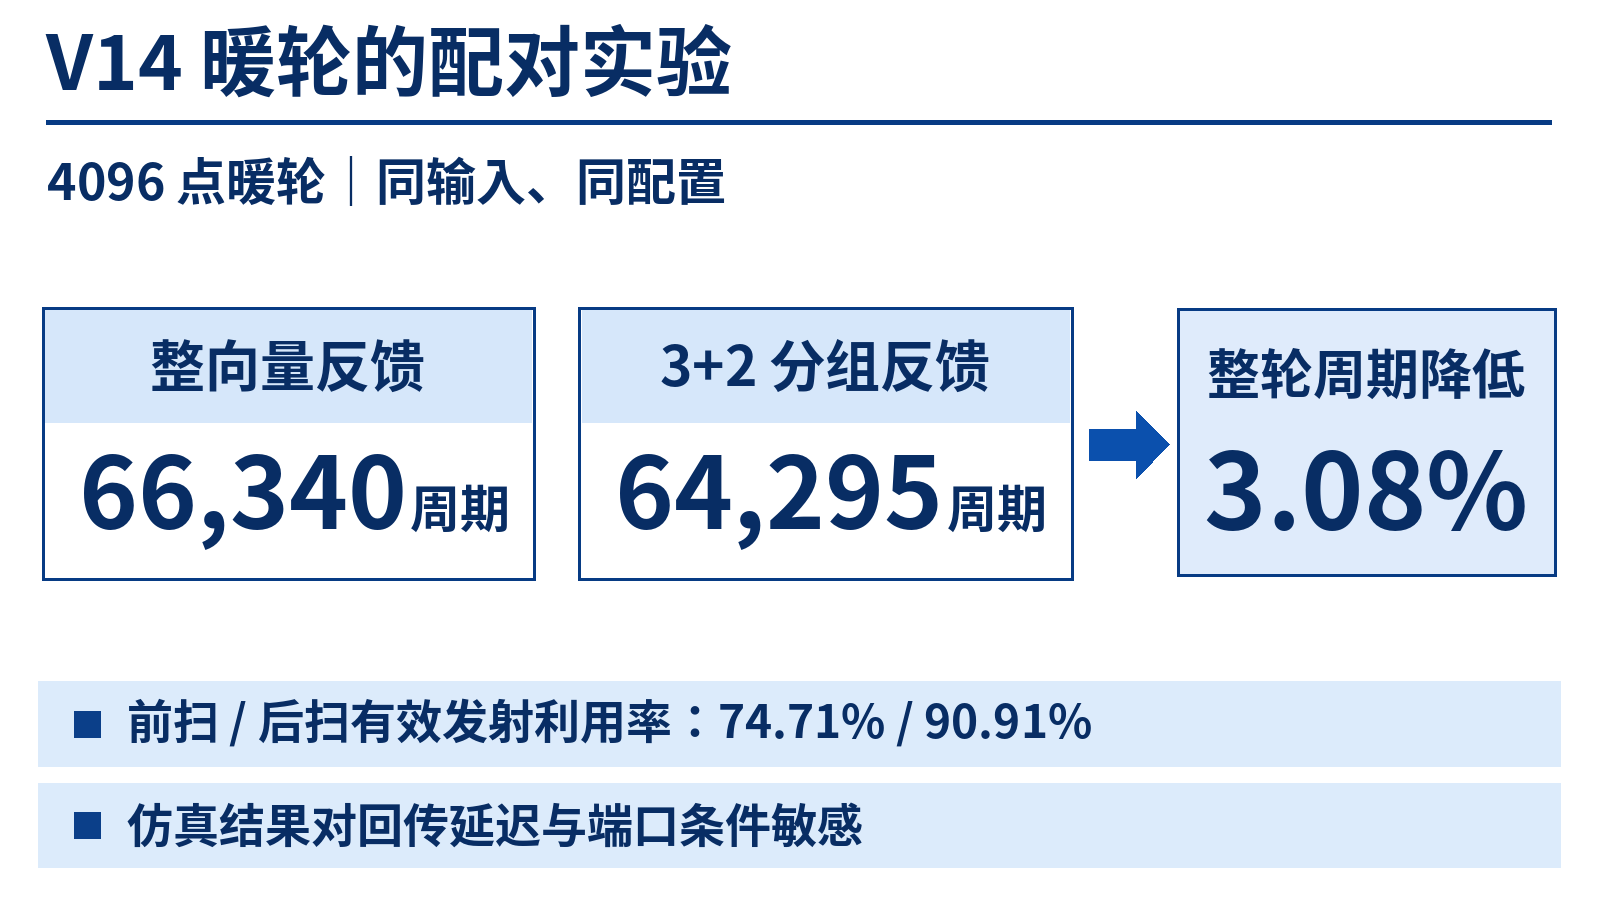 V14 暖轮的配对实验
4096 点暖轮｜同输入、同配置
整向量反馈
66,340周期
3+2 分组反馈
64,295周期
整轮周期降低
3.08%
前扫 / 后扫有效发射利用率：74.71% / 90.91%
仿真结果对回传延迟与端口条件敏感